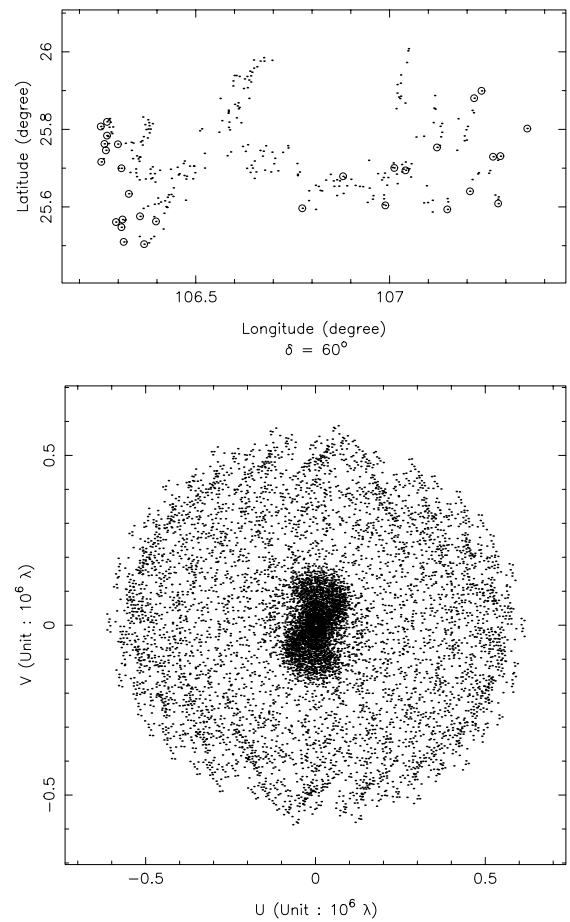 26
25.8
25.6
Latitude (degree)
106.5
107
Longitude (degree)
δ = 60°
0.5
0
−0.5
V (Unit : 10⁶ λ)
−0.5
0
0.5
U (Unit : 10⁶ λ)